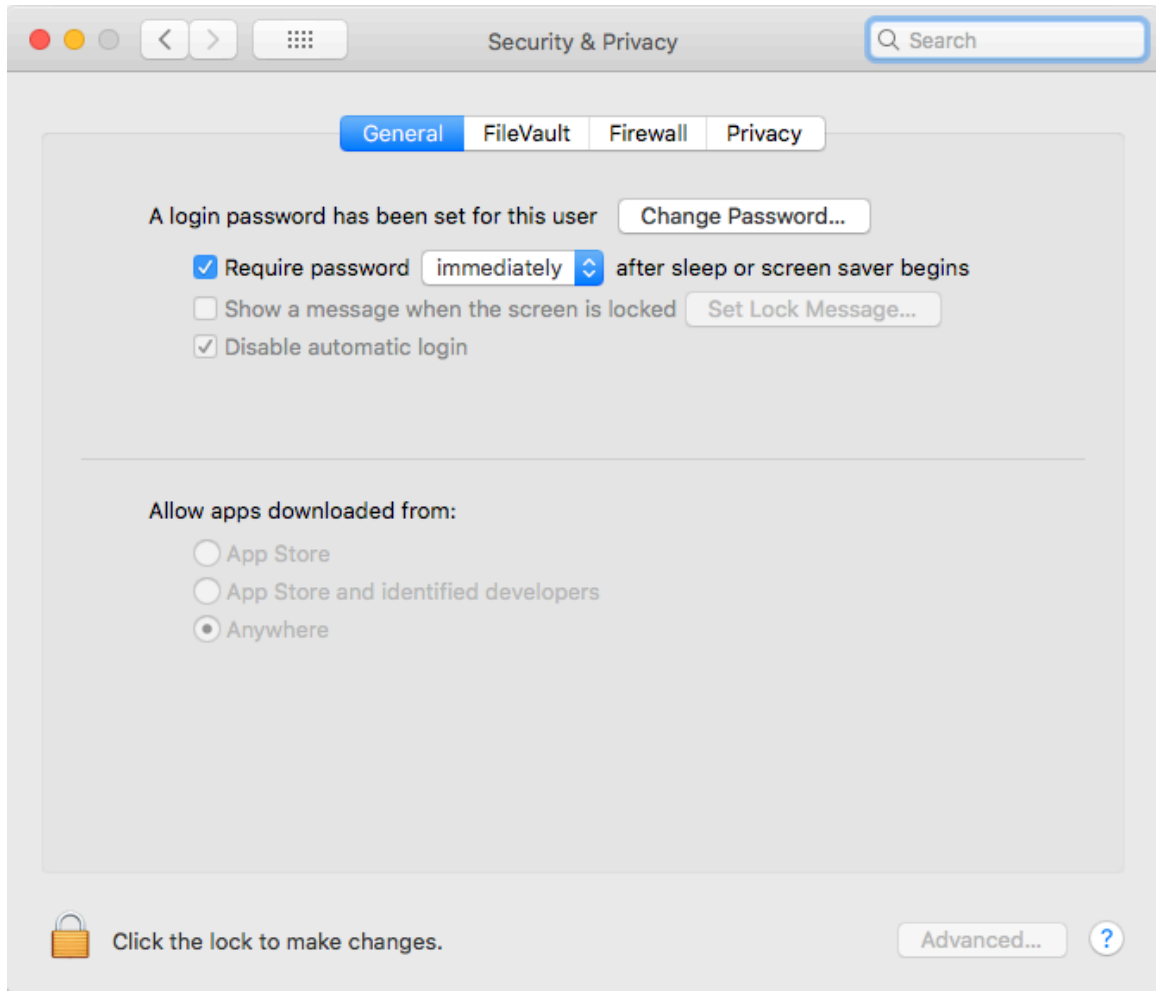 Security & Privacy
Search
General FileVault Firewall Privacy
A login password has been set for this user Change Password...
Require password immediately after sleep or screen saver begins
Show a message when the screen is locked Set Lock Message...
Disable automatic login
Allow apps downloaded from:
App Store
App Store and identified developers
Anywhere
Click the lock to make changes.
Advanced... ?